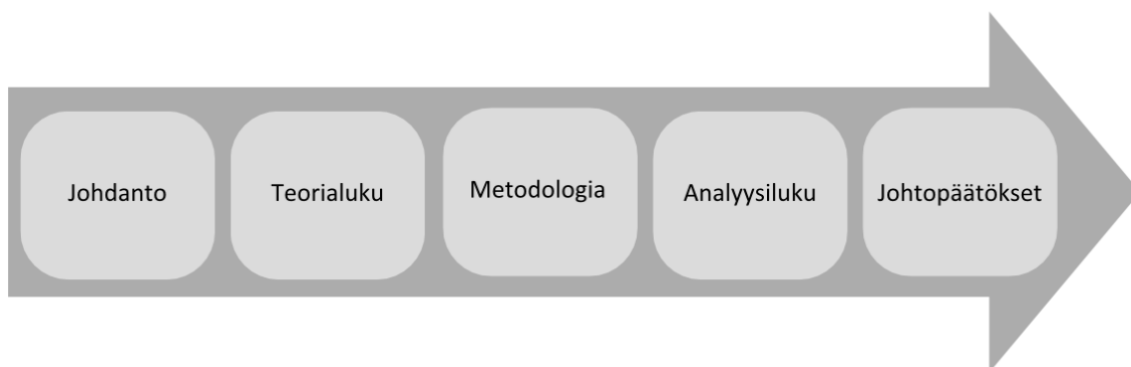 Johdanto
Teorialuku
Metodologia
Analyysiluku
Johtopäätökset